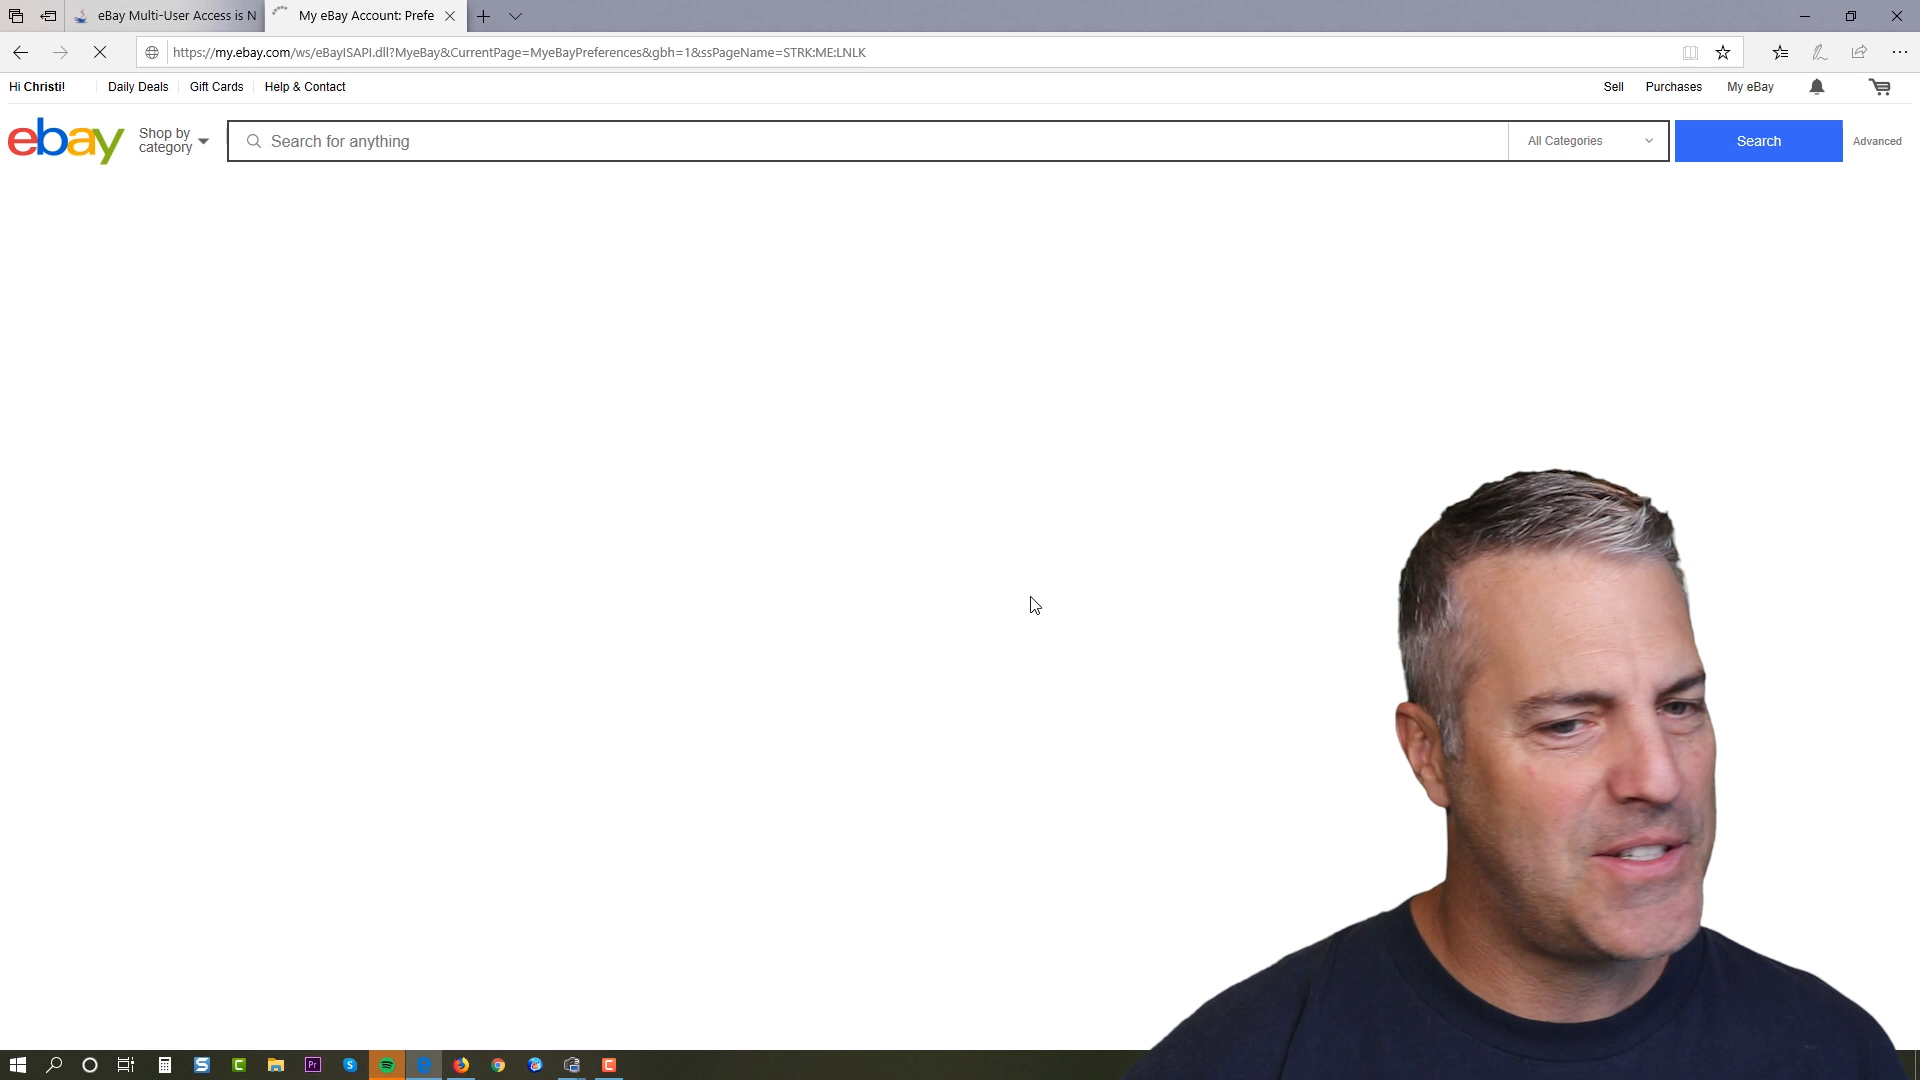 eBay Multi-User Access is N
My eBay Account: Prefe
https://my.ebay.com/ws/eBayISAPI.dll?MyeBay&CurrentPage=MyeBayPreferences&gbh=1&ssPageName=STRK:ME:LNLK
Hi Christi!
Daily Deals
Gift Cards
Help & Contact
Sell
Purchases
My eBay
ebay
Shop by
category
Search for anything
All Categories
Search
Advanced
Pr